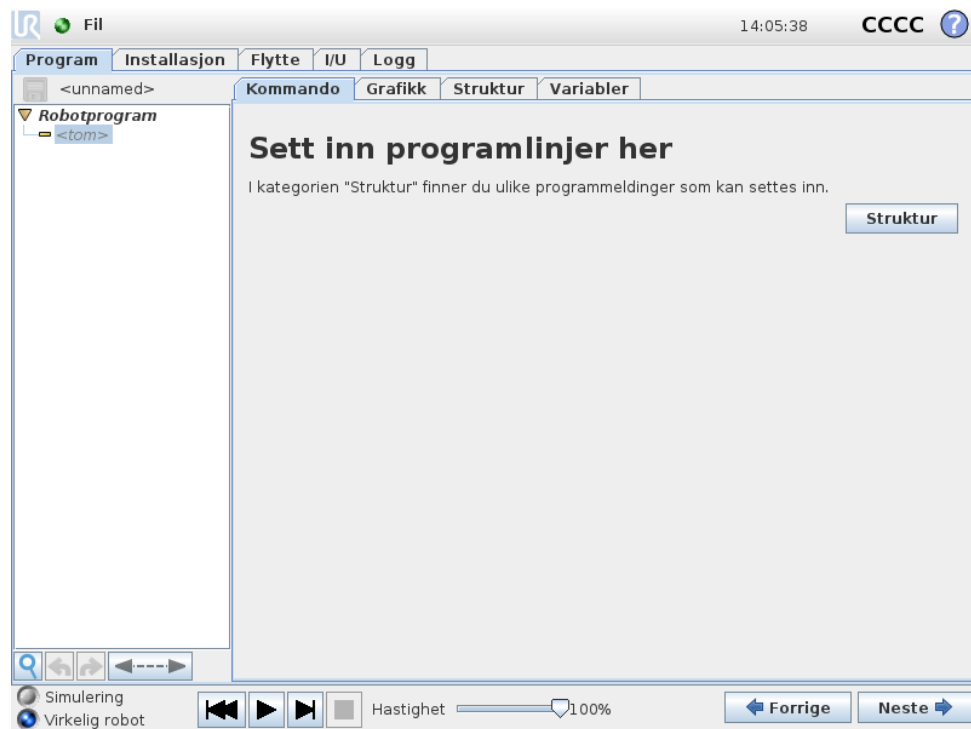 UR Fil 14:05:38 CCCC ?
Program Installasjon Flytte I/U Logg
<unnamed> Kommando Grafikk Struktur Variabler
Robotprogram
<tom>
Sett inn programlinjer her
I kategorien "Struktur" finner du ulike programmeldinger som kan settes inn.
Struktur
Simulering
Virkelig robot
Hastighet 100% Forrige Neste